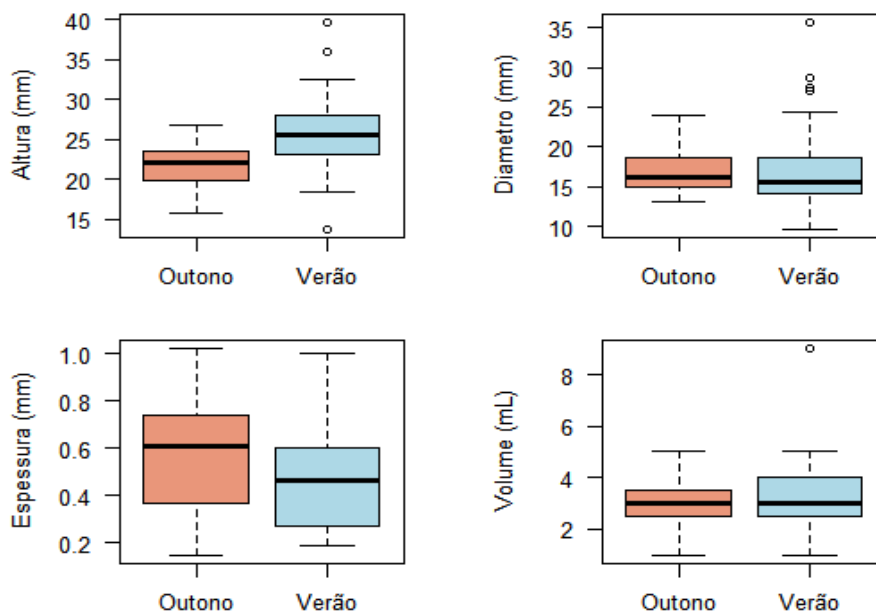 Altura (mm)
40
35
30
25
20
15
Outono
Verão
Diametro (mm)
35
30
25
20
15
10
Outono
Verão
Espessura (mm)
1.0
0.8
0.6
0.4
0.2
Outono
Verão
Volume (mL)
8
6
4
2
Outono
Verão